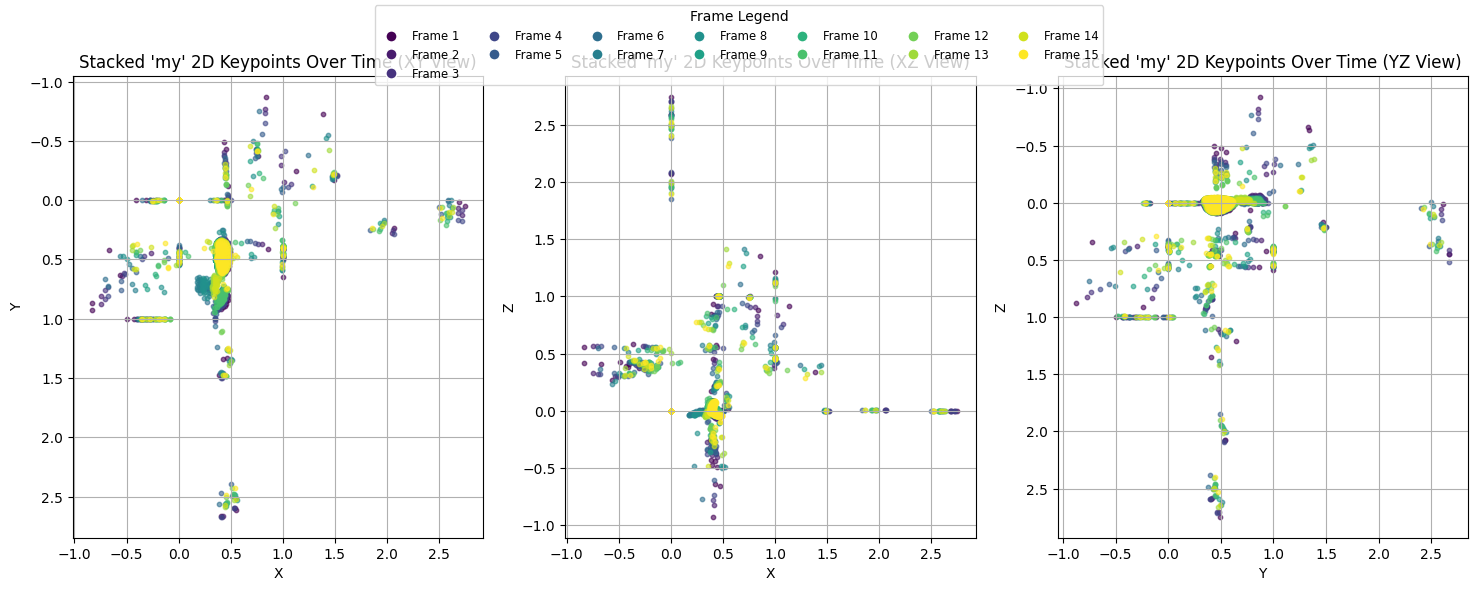 Frame Legend
Frame 1 Frame 4 Frame 6 Frame 8 Frame 10 Frame 12 Frame 14
Frame 2 Frame 5 Frame 7 Frame 9 Frame 11 Frame 13 Frame 15
Frame 3
Stacked 'my' 2D Keypoints Over Time (XY View)
−1.0
−0.5
0.0
0.5
1.0
1.5
2.0
2.5
Y
−1.0 −0.5 0.0 0.5 1.0 1.5 2.0 2.5
X
Stacked 'my' 2D Keypoints Over Time (XZ View)
2.5
2.0
1.5
1.0
0.5
0.0
−0.5
−1.0
Z
−1.0 −0.5 0.0 0.5 1.0 1.5 2.0 2.5
X
Stacked 'my' 2D Keypoints Over Time (YZ View)
−1.0
−0.5
0.0
0.5
1.0
1.5
2.0
2.5
Z
−1.0 −0.5 0.0 0.5 1.0 1.5 2.0 2.5
Y